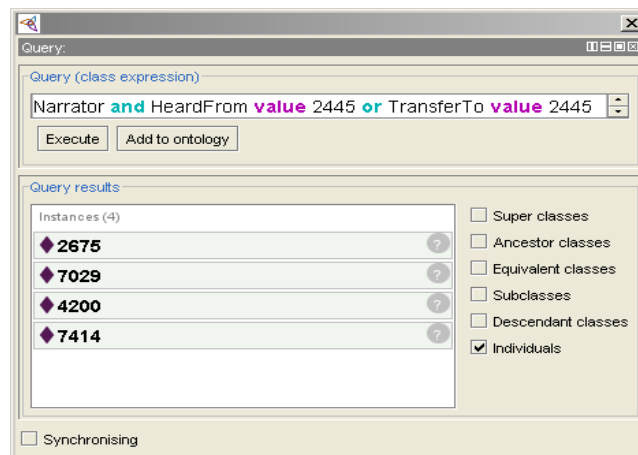 Query:
Query (class expression)
Narrator and HeardFrom value 2445 or TransferTo value 2445
Execute Add to ontology
Query results
Instances (4)
2675 ?
7029 ?
4200 ?
7414 ?
Super classes
Ancestor classes
Equivalent classes
Subclasses
Descendant classes
Individuals
Synchronising